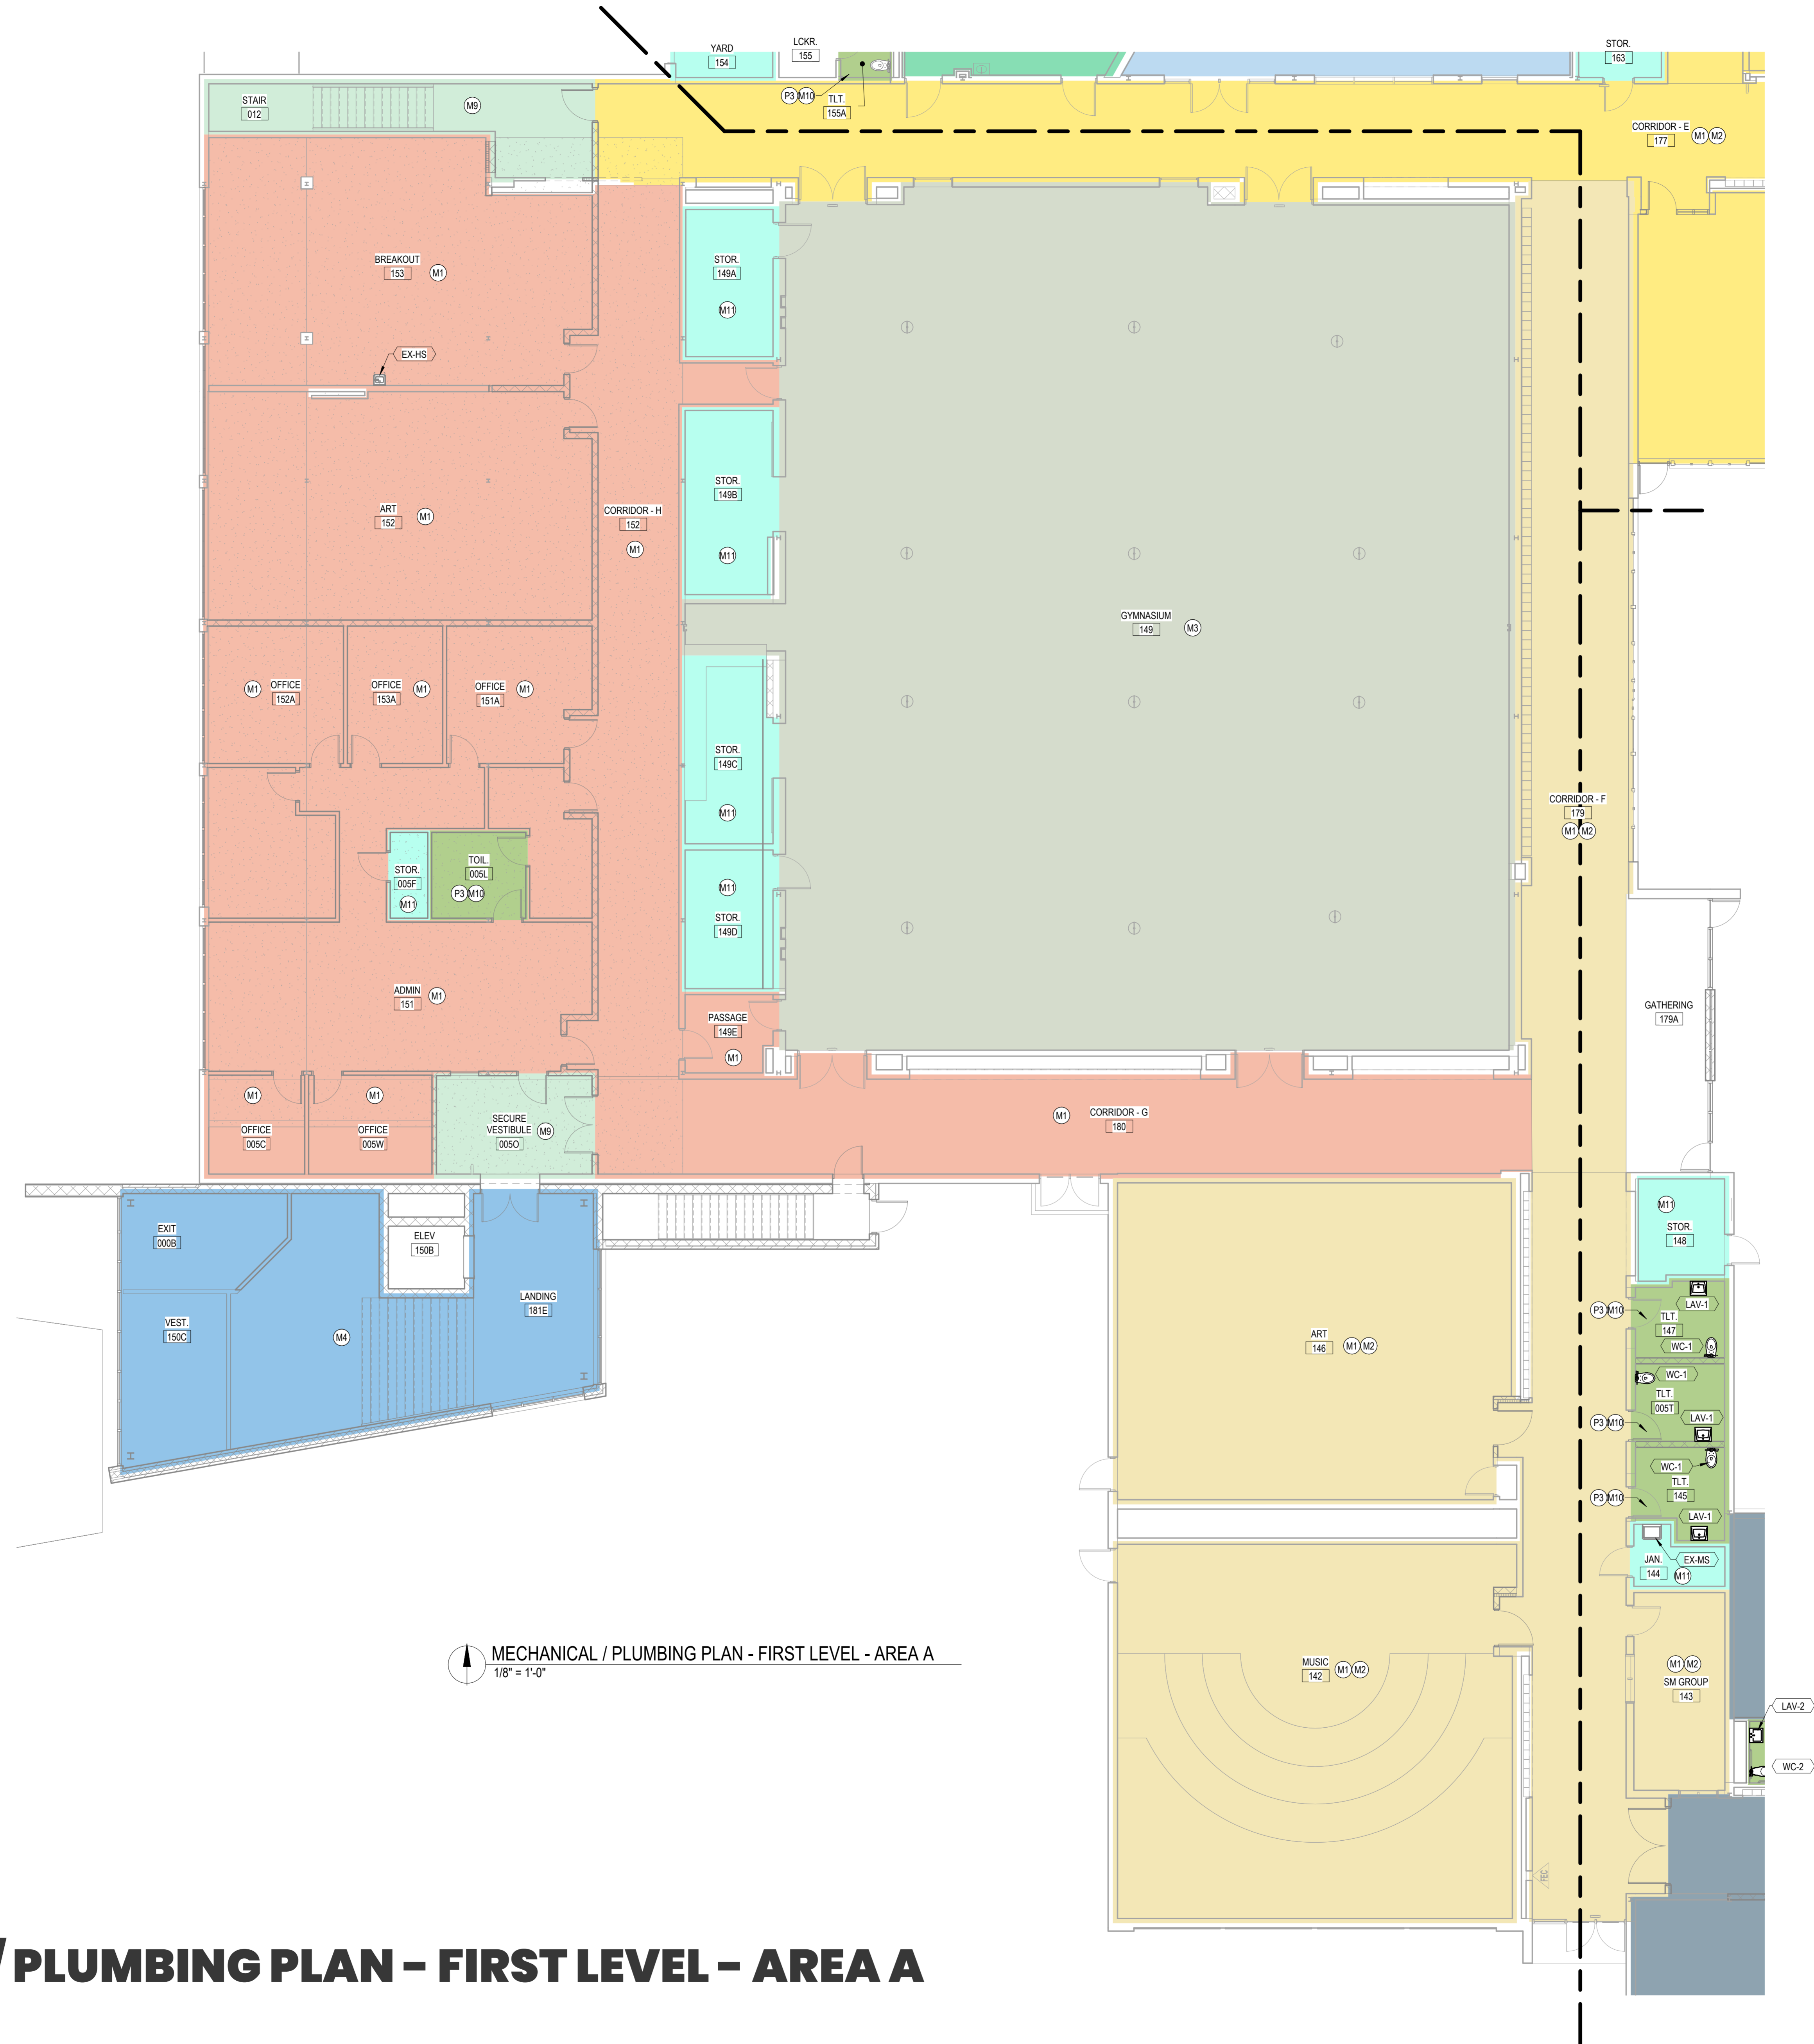 YARD
154
LCKR.
155
STOR.
163
STAIR
012
M9
P3 M10
TLT.
155A
CORRIDOR - E
177
M1 M2
BREAKOUT
153
M1
STOR.
149A
M11
EX-HS
ART
152
M1
CORRIDOR - H
152
M1
STOR.
149B
M11
GYMNASIUM
149
M3
M1
OFFICE
152A
OFFICE
153A
M1
OFFICE
151A
M1
STOR.
149C
M11
CORRIDOR - F
179
M1 M2
STOR.
005F
M11
TOIL.
005L
P3 M10
M11
STOR.
149D
ADMIN
151
M1
PASSAGE
149E
M1
GATHERING
179A
M1
OFFICE
005C
M1
OFFICE
005W
SECURE
VESTIBULE
005O
M9
M1
CORRIDOR - G
180
EXIT
000B
ELEV
150B
LANDING
181E
VEST.
150C
M4
M11
STOR.
148
ART
146
M1 M2
P3 M10
LAV-1
TLT.
147
WC-1
WC-1
TLT.
005T
LAV-1
P3 M10
WC-1
TLT.
145
P3 M10
LAV-1
JAN.
144
EX-MS
M11
MUSIC
142
M1 M2
M1 M2
SM GROUP
143
LAV-2
WC-2
FEC
MECHANICAL / PLUMBING PLAN - FIRST LEVEL - AREA A
1/8" = 1'-0"
/ PLUMBING PLAN – FIRST LEVEL – AREA A